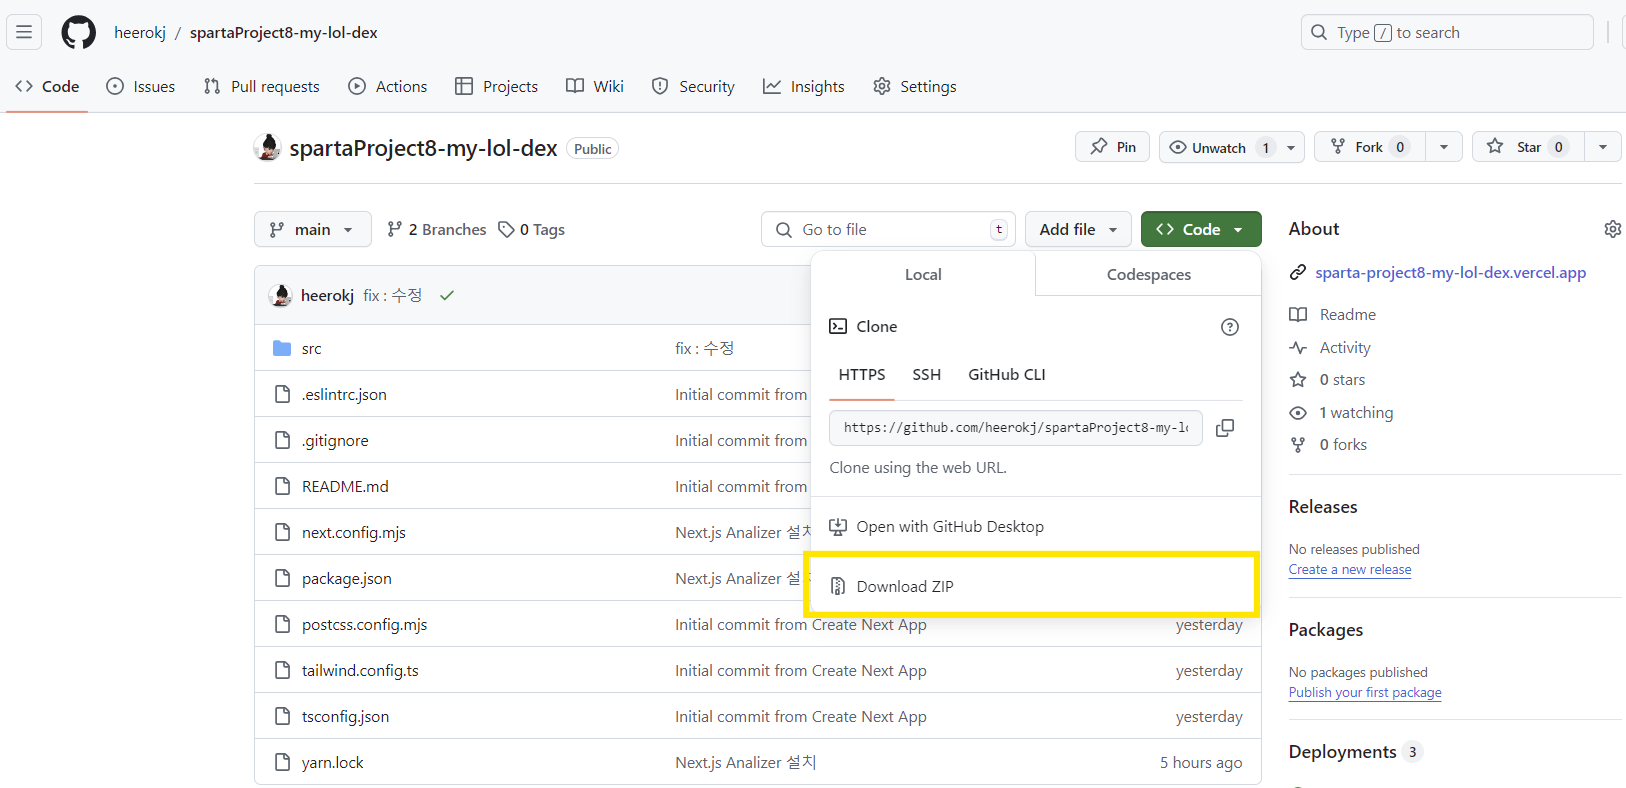 heerokj / spartaProject8-my-lol-dex
Type / to search
Code Issues Pull requests Actions Projects Wiki Security Insights Settings
spartaProject8-my-lol-dex Public
Pin Unwatch 1 Fork 0 Star 0
main 2 Branches 0 Tags
Go to file t Add file Code
Local Codespaces
Clone
HTTPS SSH GitHub CLI
https://github.com/heerokj/spartaProject8-my-lo
Clone using the web URL.
Open with GitHub Desktop
Download ZIP
heerokj fix : 수정
src fix : 수정
.eslintrc.json Initial commit from
.gitignore Initial commit from
README.md Initial commit from
next.config.mjs Next.js Analizer 설치
package.json Next.js Analizer 설
postcss.config.mjs Initial commit from Create Next App yesterday
tailwind.config.ts Initial commit from Create Next App yesterday
tsconfig.json Initial commit from Create Next App yesterday
yarn.lock Next.js Analizer 설치 5 hours ago
About
sparta-project8-my-lol-dex.vercel.app
Readme
Activity
0 stars
1 watching
0 forks
Releases
No releases published
Create a new release
Packages
No packages published
Publish your first package
Deployments 3